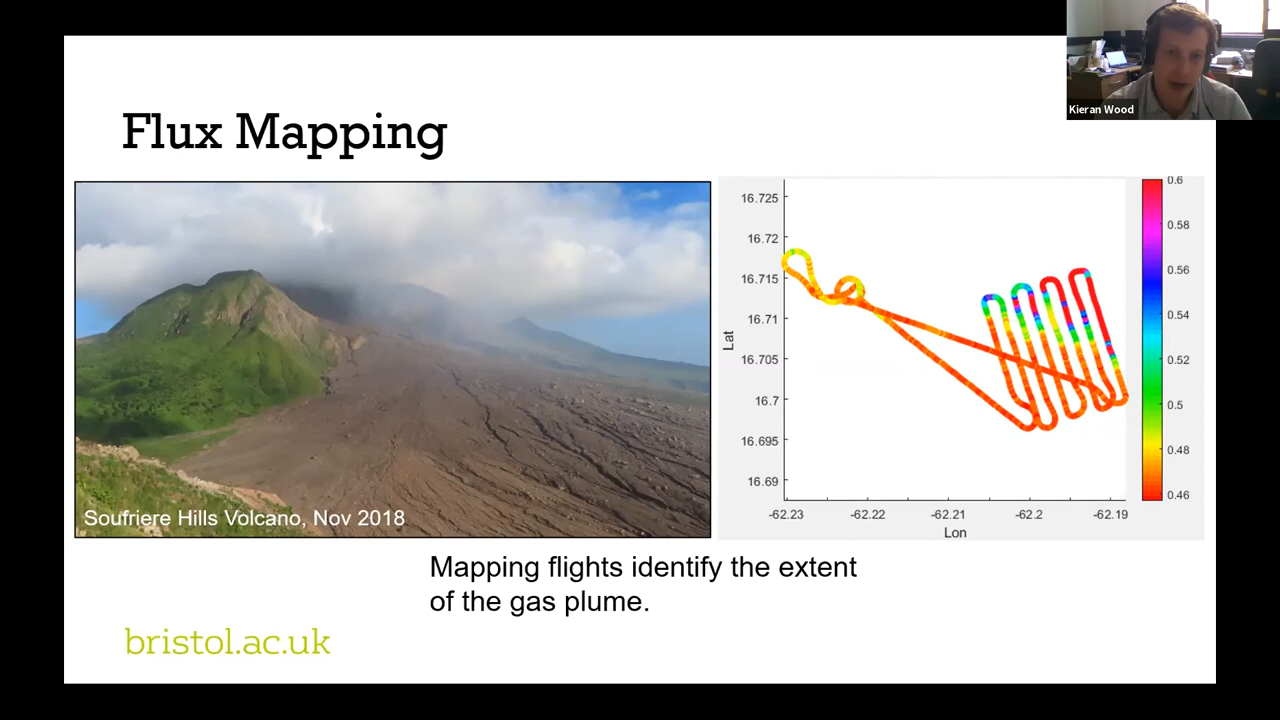 Kieran Wood
Flux Mapping
Soufriere Hills Volcano, Nov 2018
16.725
16.72
16.715
16.71
16.705
16.7
16.695
16.69
Lat
-62.23
-62.22
-62.21
-62.2
-62.19
Lon
0.6
0.58
0.56
0.54
0.52
0.5
0.48
0.46
Mapping flights identify the extent
of the gas plume.
bristol.ac.uk